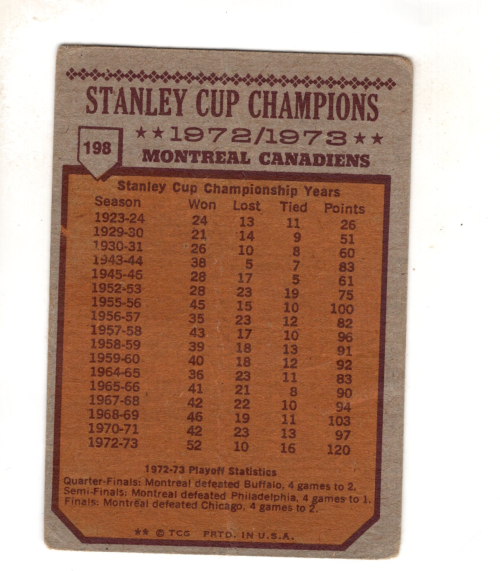 STANLEY CUP CHAMPIONS
198
★★1972/1973★★
MONTREAL CANADIENS
Stanley Cup Championship Years
Season Won Lost Tied Points
1923-24 24 13 11 26
1929-30 21 14 9 51
1930-31 26 10 8 60
1943-44 38 5 7 83
1945-46 28 17 5 61
1952-53 28 23 19 75
1955-56 45 15 10 100
1956-57 35 23 12 82
1957-58 43 17 10 96
1958-59 39 18 13 91
1959-60 40 18 12 92
1964-65 36 23 11 83
1965-66 41 21 8 90
1967-68 42 22 10 94
1968-69 46 19 11 103
1970-71 42 23 13 97
1972-73 52 10 16 120
1972-73 Playoff Statistics
Quarter-Finals: Montreal defeated Buffalo, 4 games to 2.
Semi-Finals: Montreal defeated Philadelphia, 4 games to 1.
Finals: Montreal defeated Chicago, 4 games to 2.
★★ © TCG PRTD. IN U.S.A.